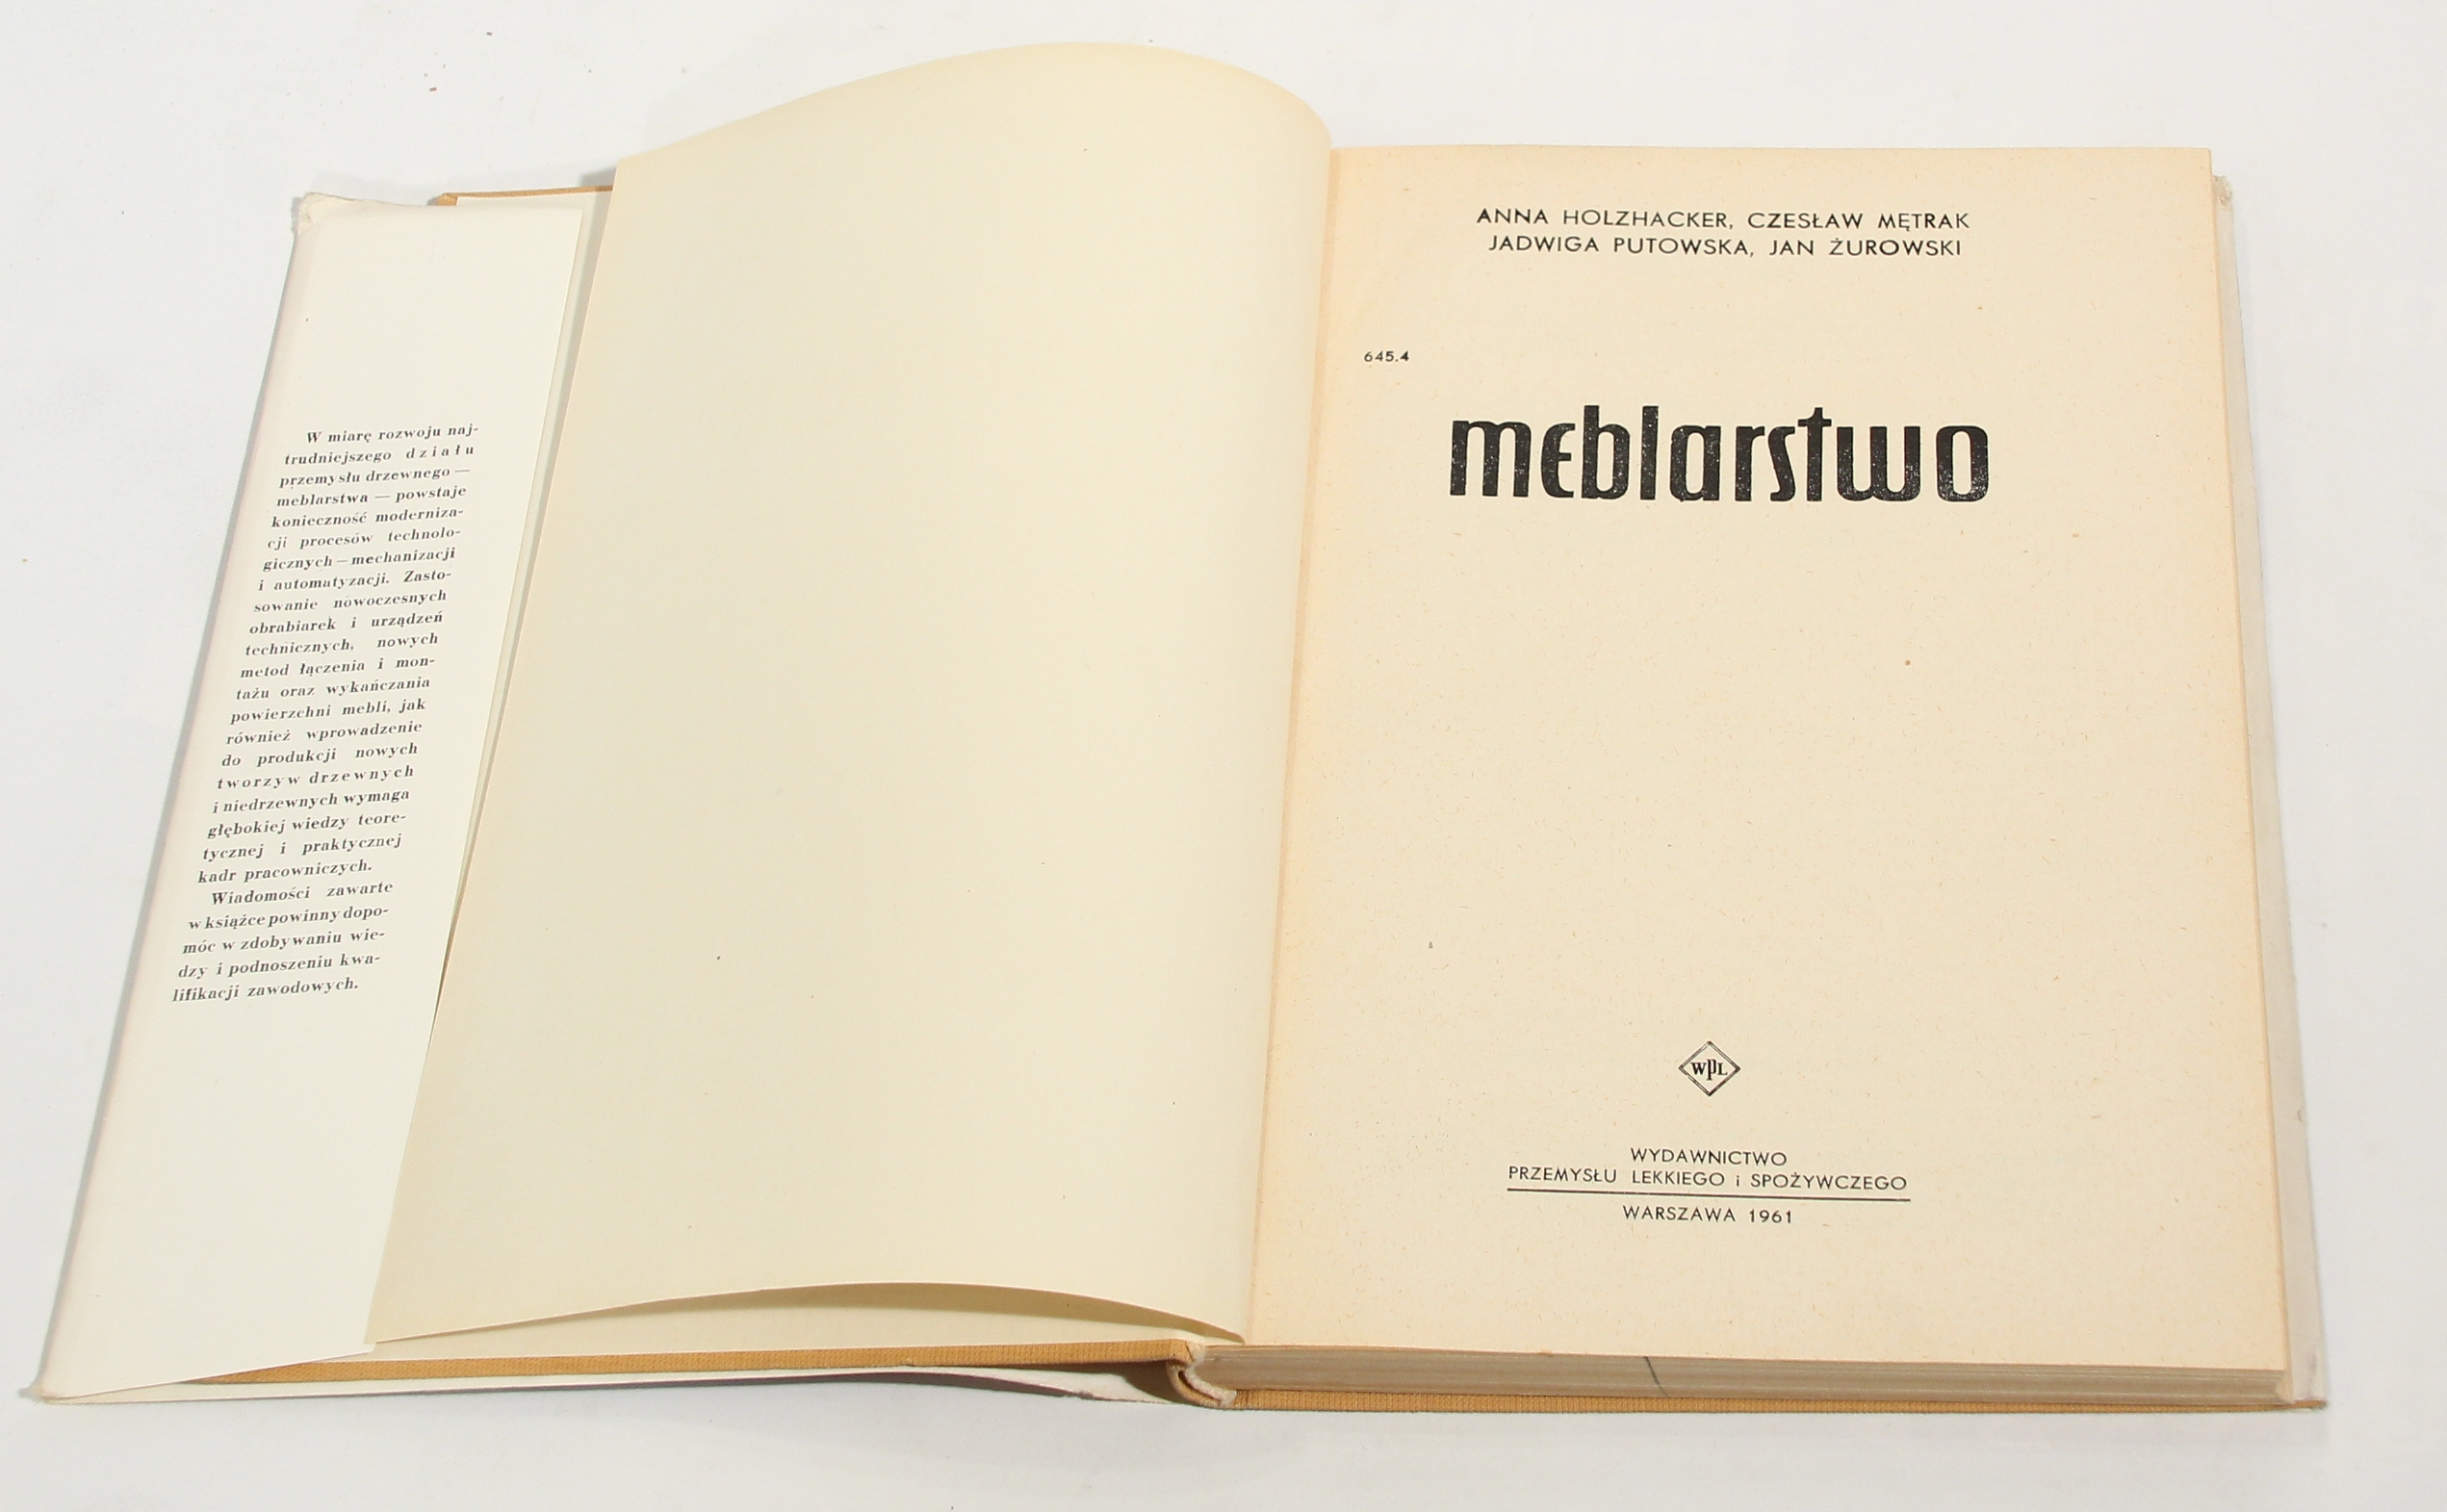 W miarę rozwoju naj-
trudniejszego działu
przemysłu drzewnego —
meblarstwa — powstaje
konieczność moderniza-
cji procesów technolo-
gicznych — mechanizacji
i automatyzacji. Zasto-
sowanie nowoczesnych
obrabiarek i urządzeń
technicznych, nowych
metod łączenia i mon-
tażu oraz wykańczania
powierzchni mebli, jak
również wprowadzenie
do produkcji nowych
tworzyw drzewnych
i niedrzewnych wymaga
głębokiej wiedzy teore-
tycznej i praktycznej
kadr pracowniczych.
Wiadomości zawarte
w książce powinny dopo-
móc w zdobywaniu wie-
dzy i podnoszeniu kwa-
lifikacji zawodowych.
ANNA HOLZHACKER, CZESŁAW MĘTRAK
JADWIGA PUTOWSKA, JAN ŻUROWSKI
645.4
meblarstwo
WPL
WYDAWNICTWO
PRZEMYSŁU LEKKIEGO i SPOŻYWCZEGO
WARSZAWA 1961